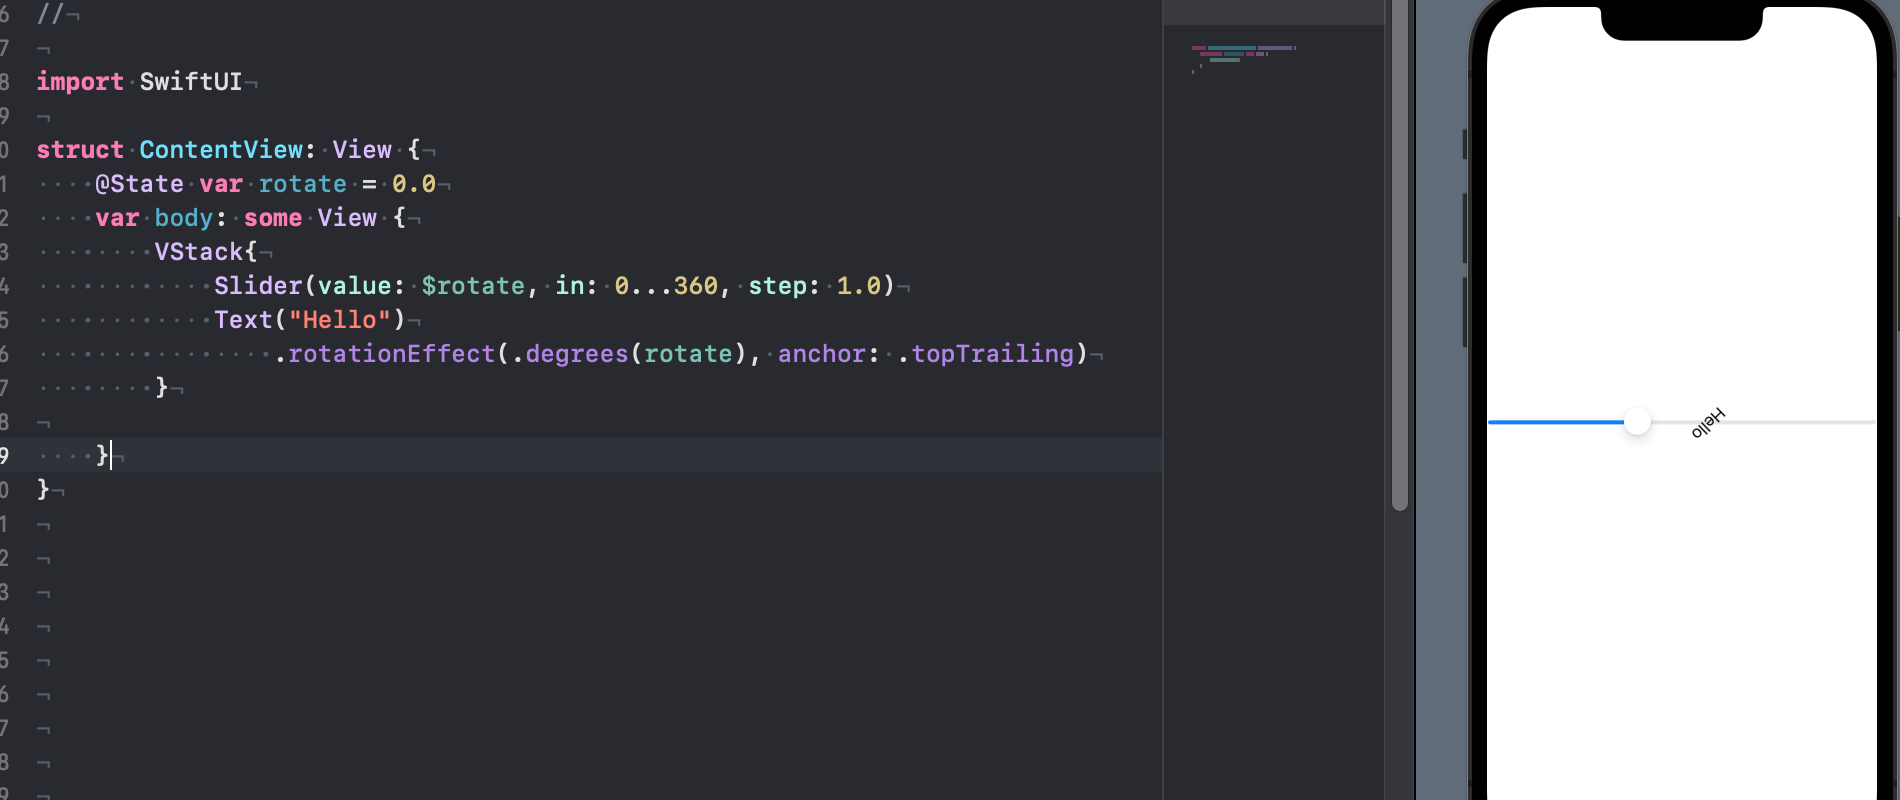 6 //
7
8 import SwiftUI
9
0 struct ContentView: View {
1     @State var rotate = 0.0
2     var body: some View {
3         VStack{
4             Slider(value: $rotate, in: 0...360, step: 1.0)
5             Text("Hello")
6                 .rotationEffect(.degrees(rotate), anchor: .topTrailing)
7         }
8
9     }
0 }
1
2
3
4
5
6
7
8
9
Hello